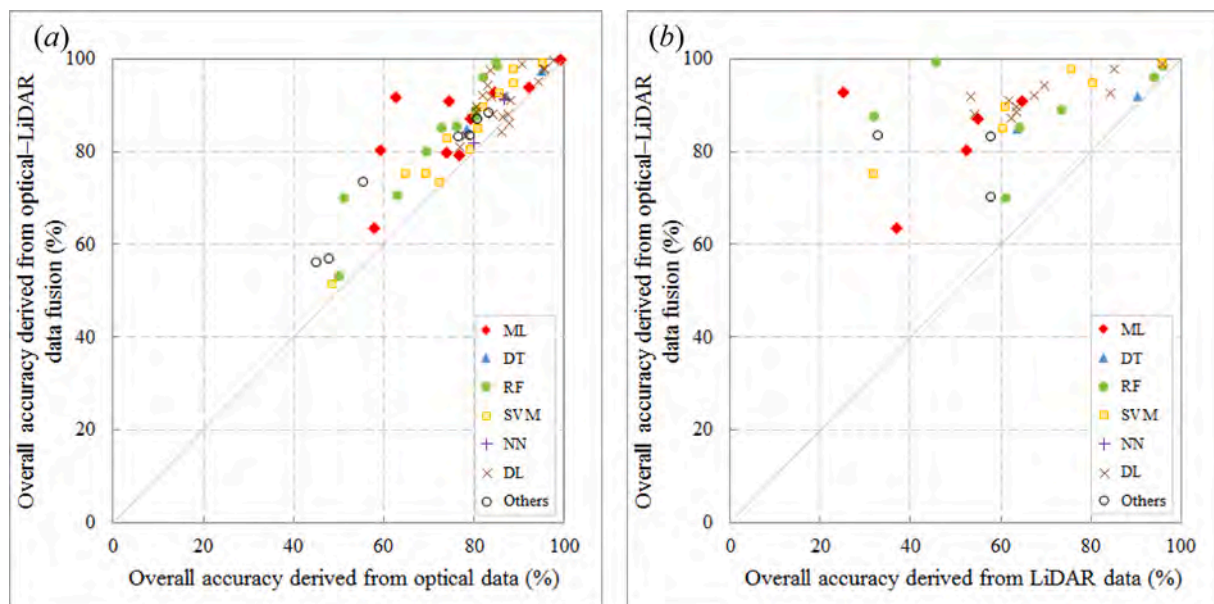 (a)
Overall accuracy derived from optical–LiDAR
data fusion (%)
100
80
60
40
20
0
ML
DT
RF
SVM
NN
DL
Others
0 20 40 60 80 100
Overall accuracy derived from optical data (%)
(b)
Overall accuracy derived from optical–LiDAR
data fusion (%)
100
80
60
40
20
0
ML
DT
RF
SVM
NN
DL
Others
0 20 40 60 80 100
Overall accuracy derived from LiDAR data (%)